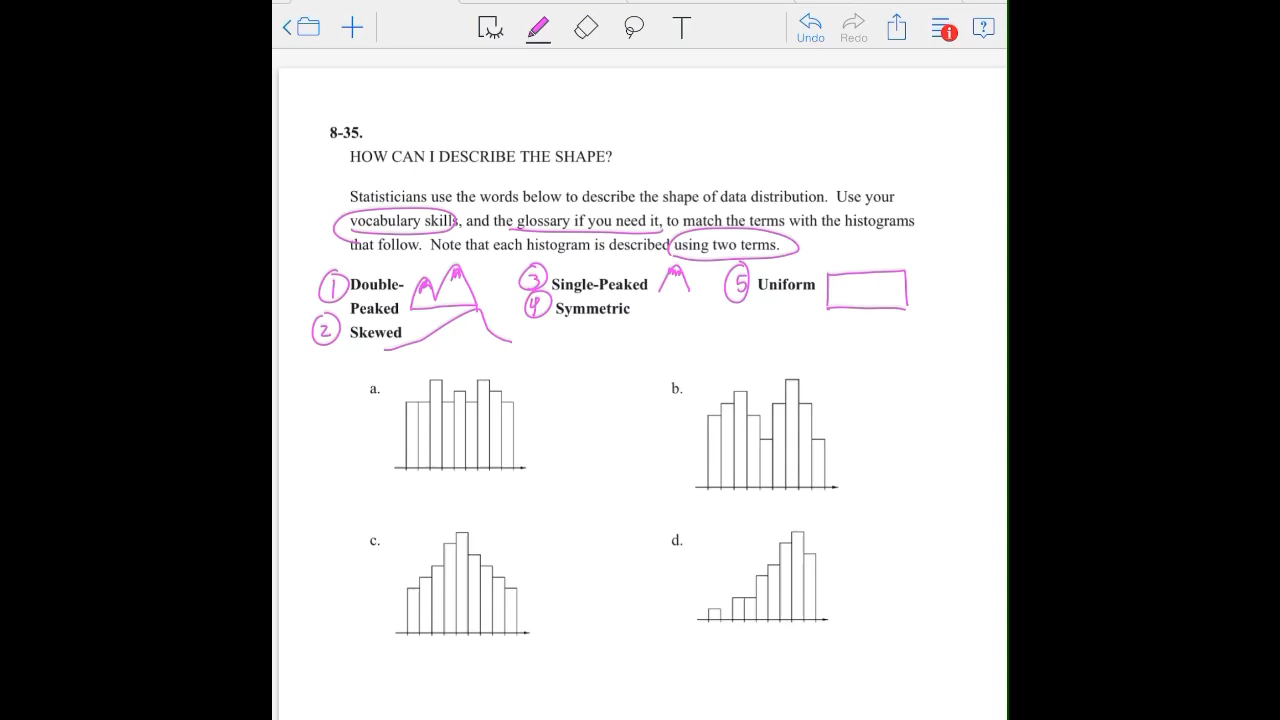 Undo
Redo
i
?
T
8-35.
HOW CAN I DESCRIBE THE SHAPE?
Statisticians use the words below to describe the shape of data distribution. Use your
vocabulary skills, and the glossary if you need it, to match the terms with the histograms
that follow. Note that each histogram is described using two terms.
1 Double-
Peaked
2 Skewed
3 Single-Peaked
4 Symmetric
5 Uniform
a.
b.
c.
d.